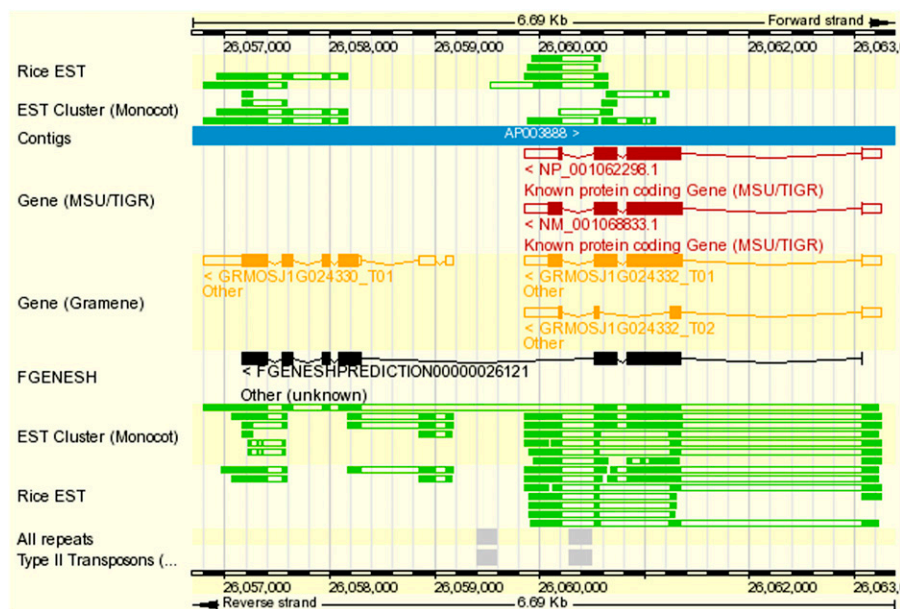 6.69 Kb Forward strand
26,057,000 26,058,000 26,059,000 26,060,000 26,062,000 26,063,
Rice EST
EST Cluster (Monocot)
Contigs AP003888 >
< NP_001062298.1
Known protein coding Gene (MSU/TIGR)
Gene (MSU/TIGR)
< NM_001068833.1
Known protein coding Gene (MSU/TIGR)
< GRMOSJ1G024330_T01 < GRMOSJ1G024332_T01
Other Other
Gene (Gramene)
< GRMOSJ1G024332_T02
Other
FGENESH
< FGENESHPREDICTION00000026121
Other (unknown)
EST Cluster (Monocot)
Rice EST
All repeats
Type II Transposons (...
26,057,000 26,058,000 26,059,000 26,060,000 26,062,000 26,063,
Reverse strand 6.69 Kb